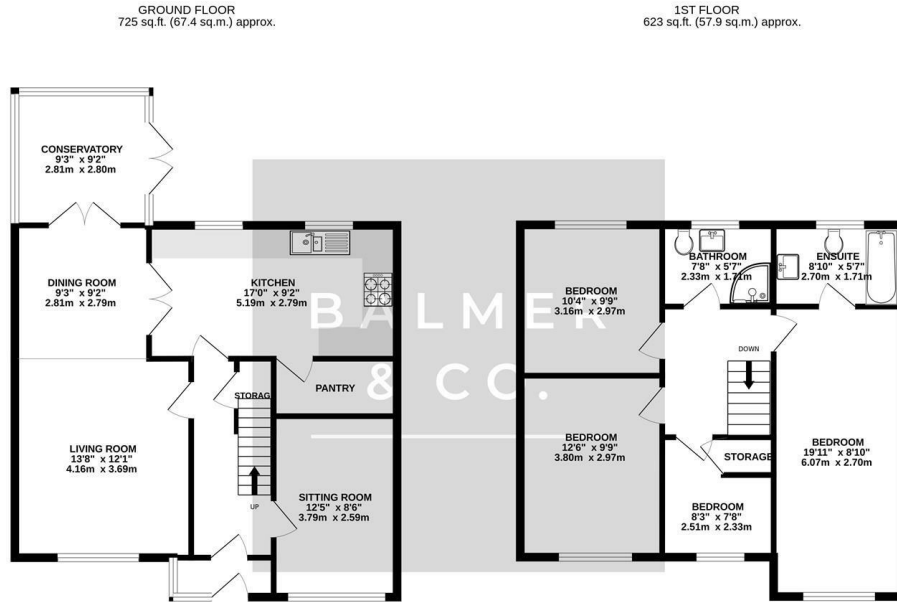 GROUND FLOOR
725 sq.ft. (67.4 sq.m.) approx.
1ST FLOOR
623 sq.ft. (57.9 sq.m.) approx.
CONSERVATORY
9'3" x 9'2"
2.81m x 2.80m
DINING ROOM
9'3" x 9'2"
2.81m x 2.79m
KITCHEN
17'0" x 9'2"
5.19m x 2.79m
PANTRY
STORAG
LIVING ROOM
13'8" x 12'1"
4.16m x 3.69m
UP
SITTING ROOM
12'5" x 8'6"
3.79m x 2.59m
BALMER
& CO.
BEDROOM
10'4" x 9'9"
3.16m x 2.97m
BATHROOM
7'8" x 5'7"
2.33m x 1.71m
ENSUITE
8'10" x 5'7"
2.70m x 1.71m
DOWN
BEDROOM
12'6" x 9'9"
3.80m x 2.97m
STORAGE
BEDROOM
19'11" x 8'10"
6.07m x 2.70m
BEDROOM
8'3" x 7'8"
2.51m x 2.33m